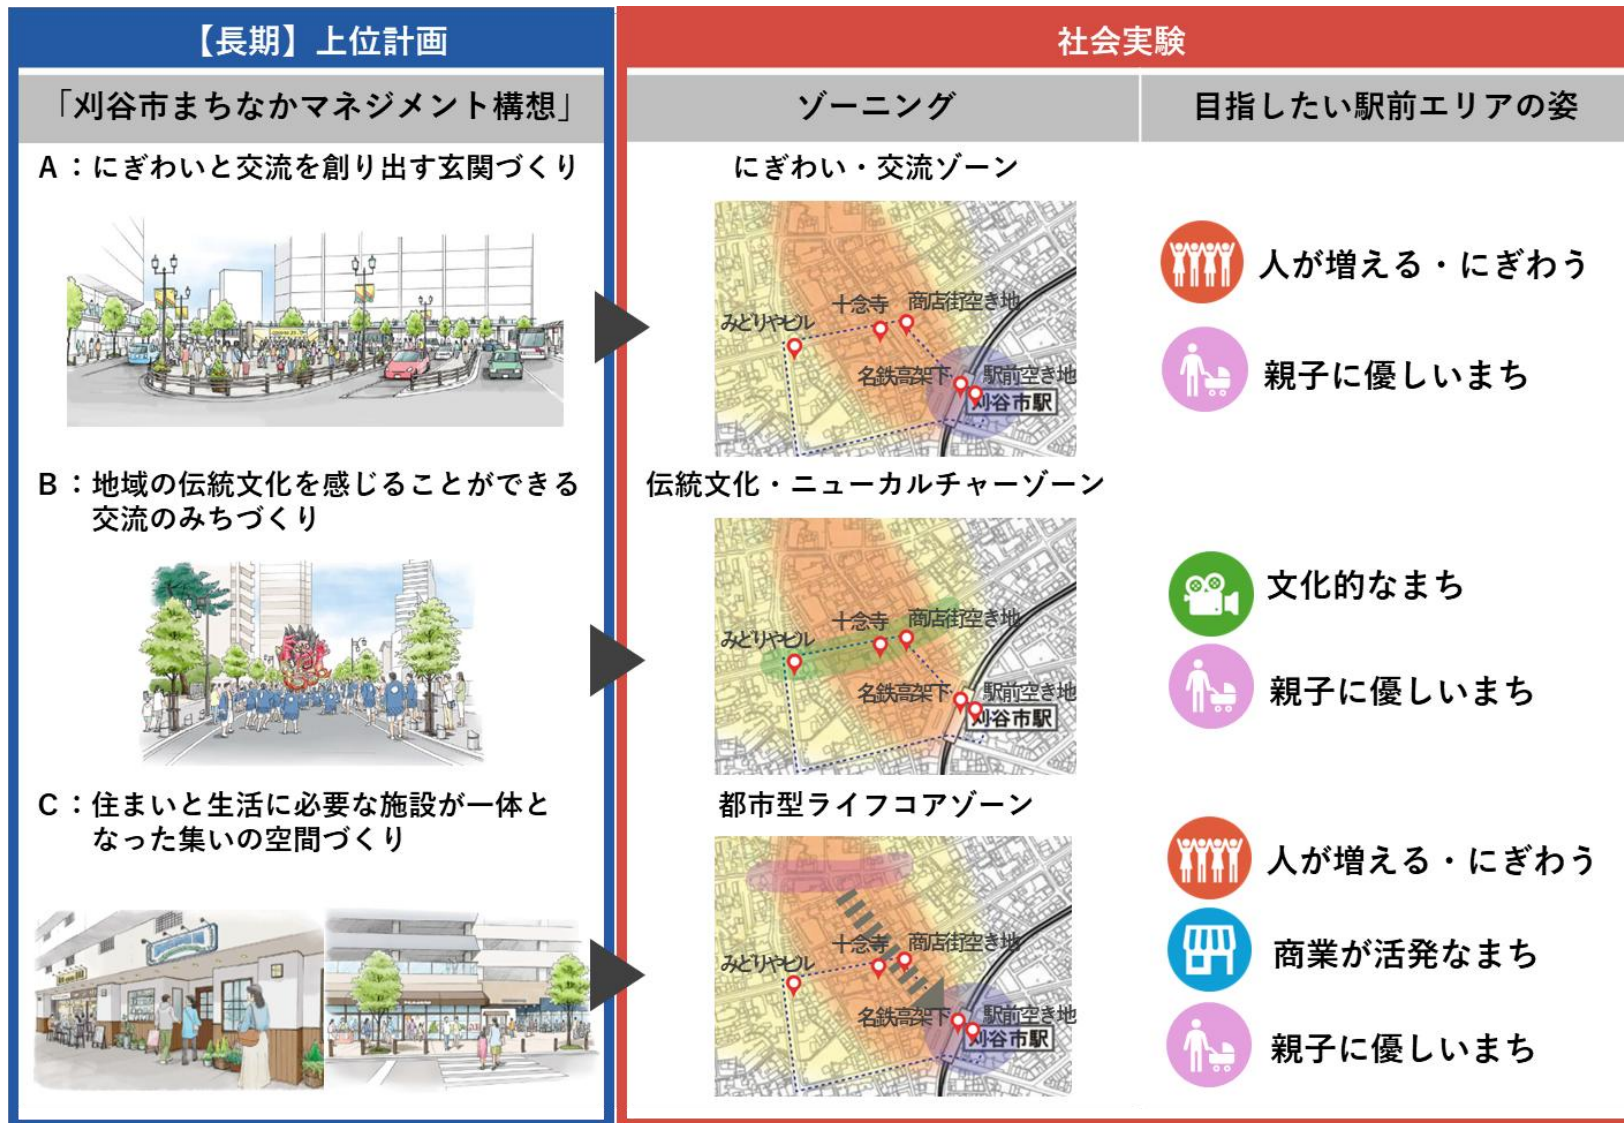 【長期】上位計画
社会実験
「刈谷市まちなかマネジメント構想」
ゾーニング
目指したい駅前エリアの姿
A：にぎわいと交流を創り出す玄関づくり
にぎわい・交流ゾーン
みどりやビル
十念寺
商店街空き地
名鉄高架下
駅前空き地
刈谷市駅
人が増える・にぎわう
親子に優しいまち
B：地域の伝統文化を感じることができる
交流のみちづくり
伝統文化・ニューカルチャーゾーン
みどりやビル
十念寺
商店街空き地
名鉄高架下
駅前空き地
刈谷市駅
文化的なまち
親子に優しいまち
C：住まいと生活に必要な施設が一体と
なった集いの空間づくり
都市型ライフコアゾーン
みどりやビル
十念寺
商店街空き地
名鉄高架下
駅前空き地
刈谷市駅
人が増える・にぎわう
商業が活発なまち
親子に優しいまち